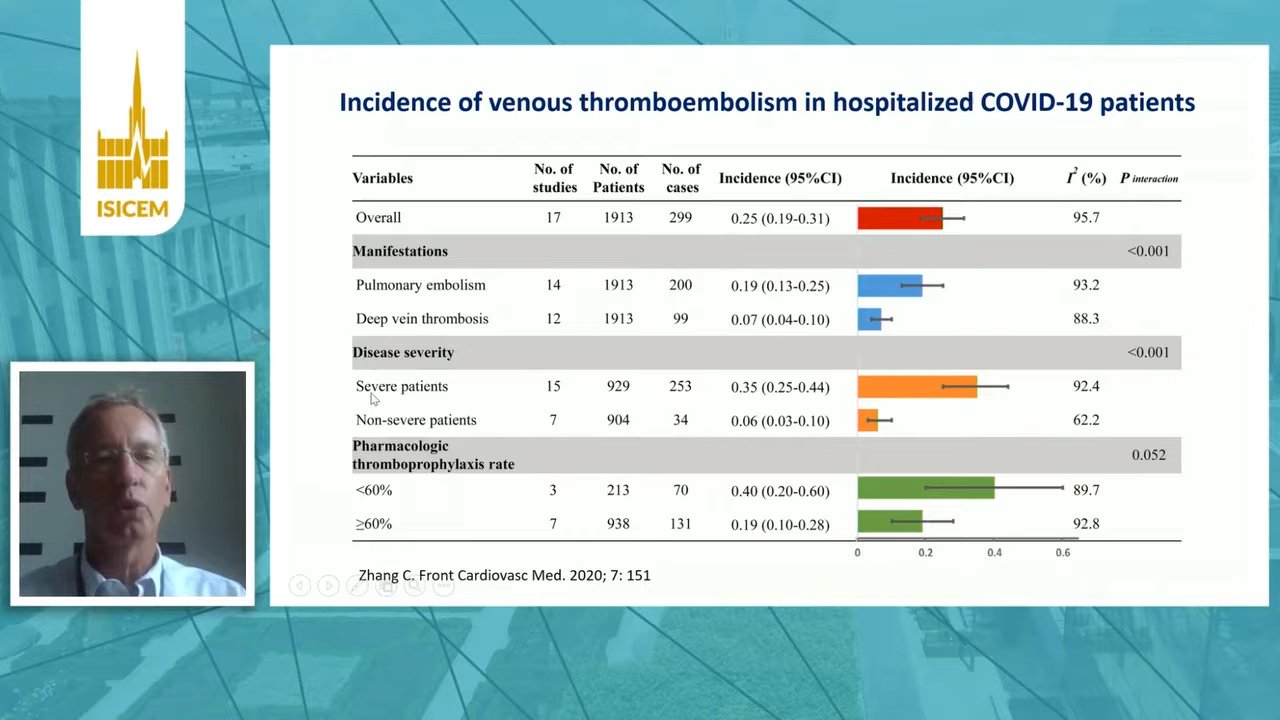 ISICEM
Incidence of venous thromboembolism in hospitalized COVID-19 patients
Variables No. of studies No. of Patients No. of cases Incidence (95%CI) Incidence (95%CI) I² (%) P interaction
Overall 17 1913 299 0.25 (0.19-0.31) 95.7
Manifestations <0.001
Pulmonary embolism 14 1913 200 0.19 (0.13-0.25) 93.2
Deep vein thrombosis 12 1913 99 0.07 (0.04-0.10) 88.3
Disease severity <0.001
Severe patients 15 929 253 0.35 (0.25-0.44) 92.4
Non-severe patients 7 904 34 0.06 (0.03-0.10) 62.2
Pharmacologic
thromboprophylaxis rate 0.052
<60% 3 213 70 0.40 (0.20-0.60) 89.7
≥60% 7 938 131 0.19 (0.10-0.28) 92.8
0 0.2 0.4 0.6
Zhang C. Front Cardiovasc Med. 2020; 7: 151